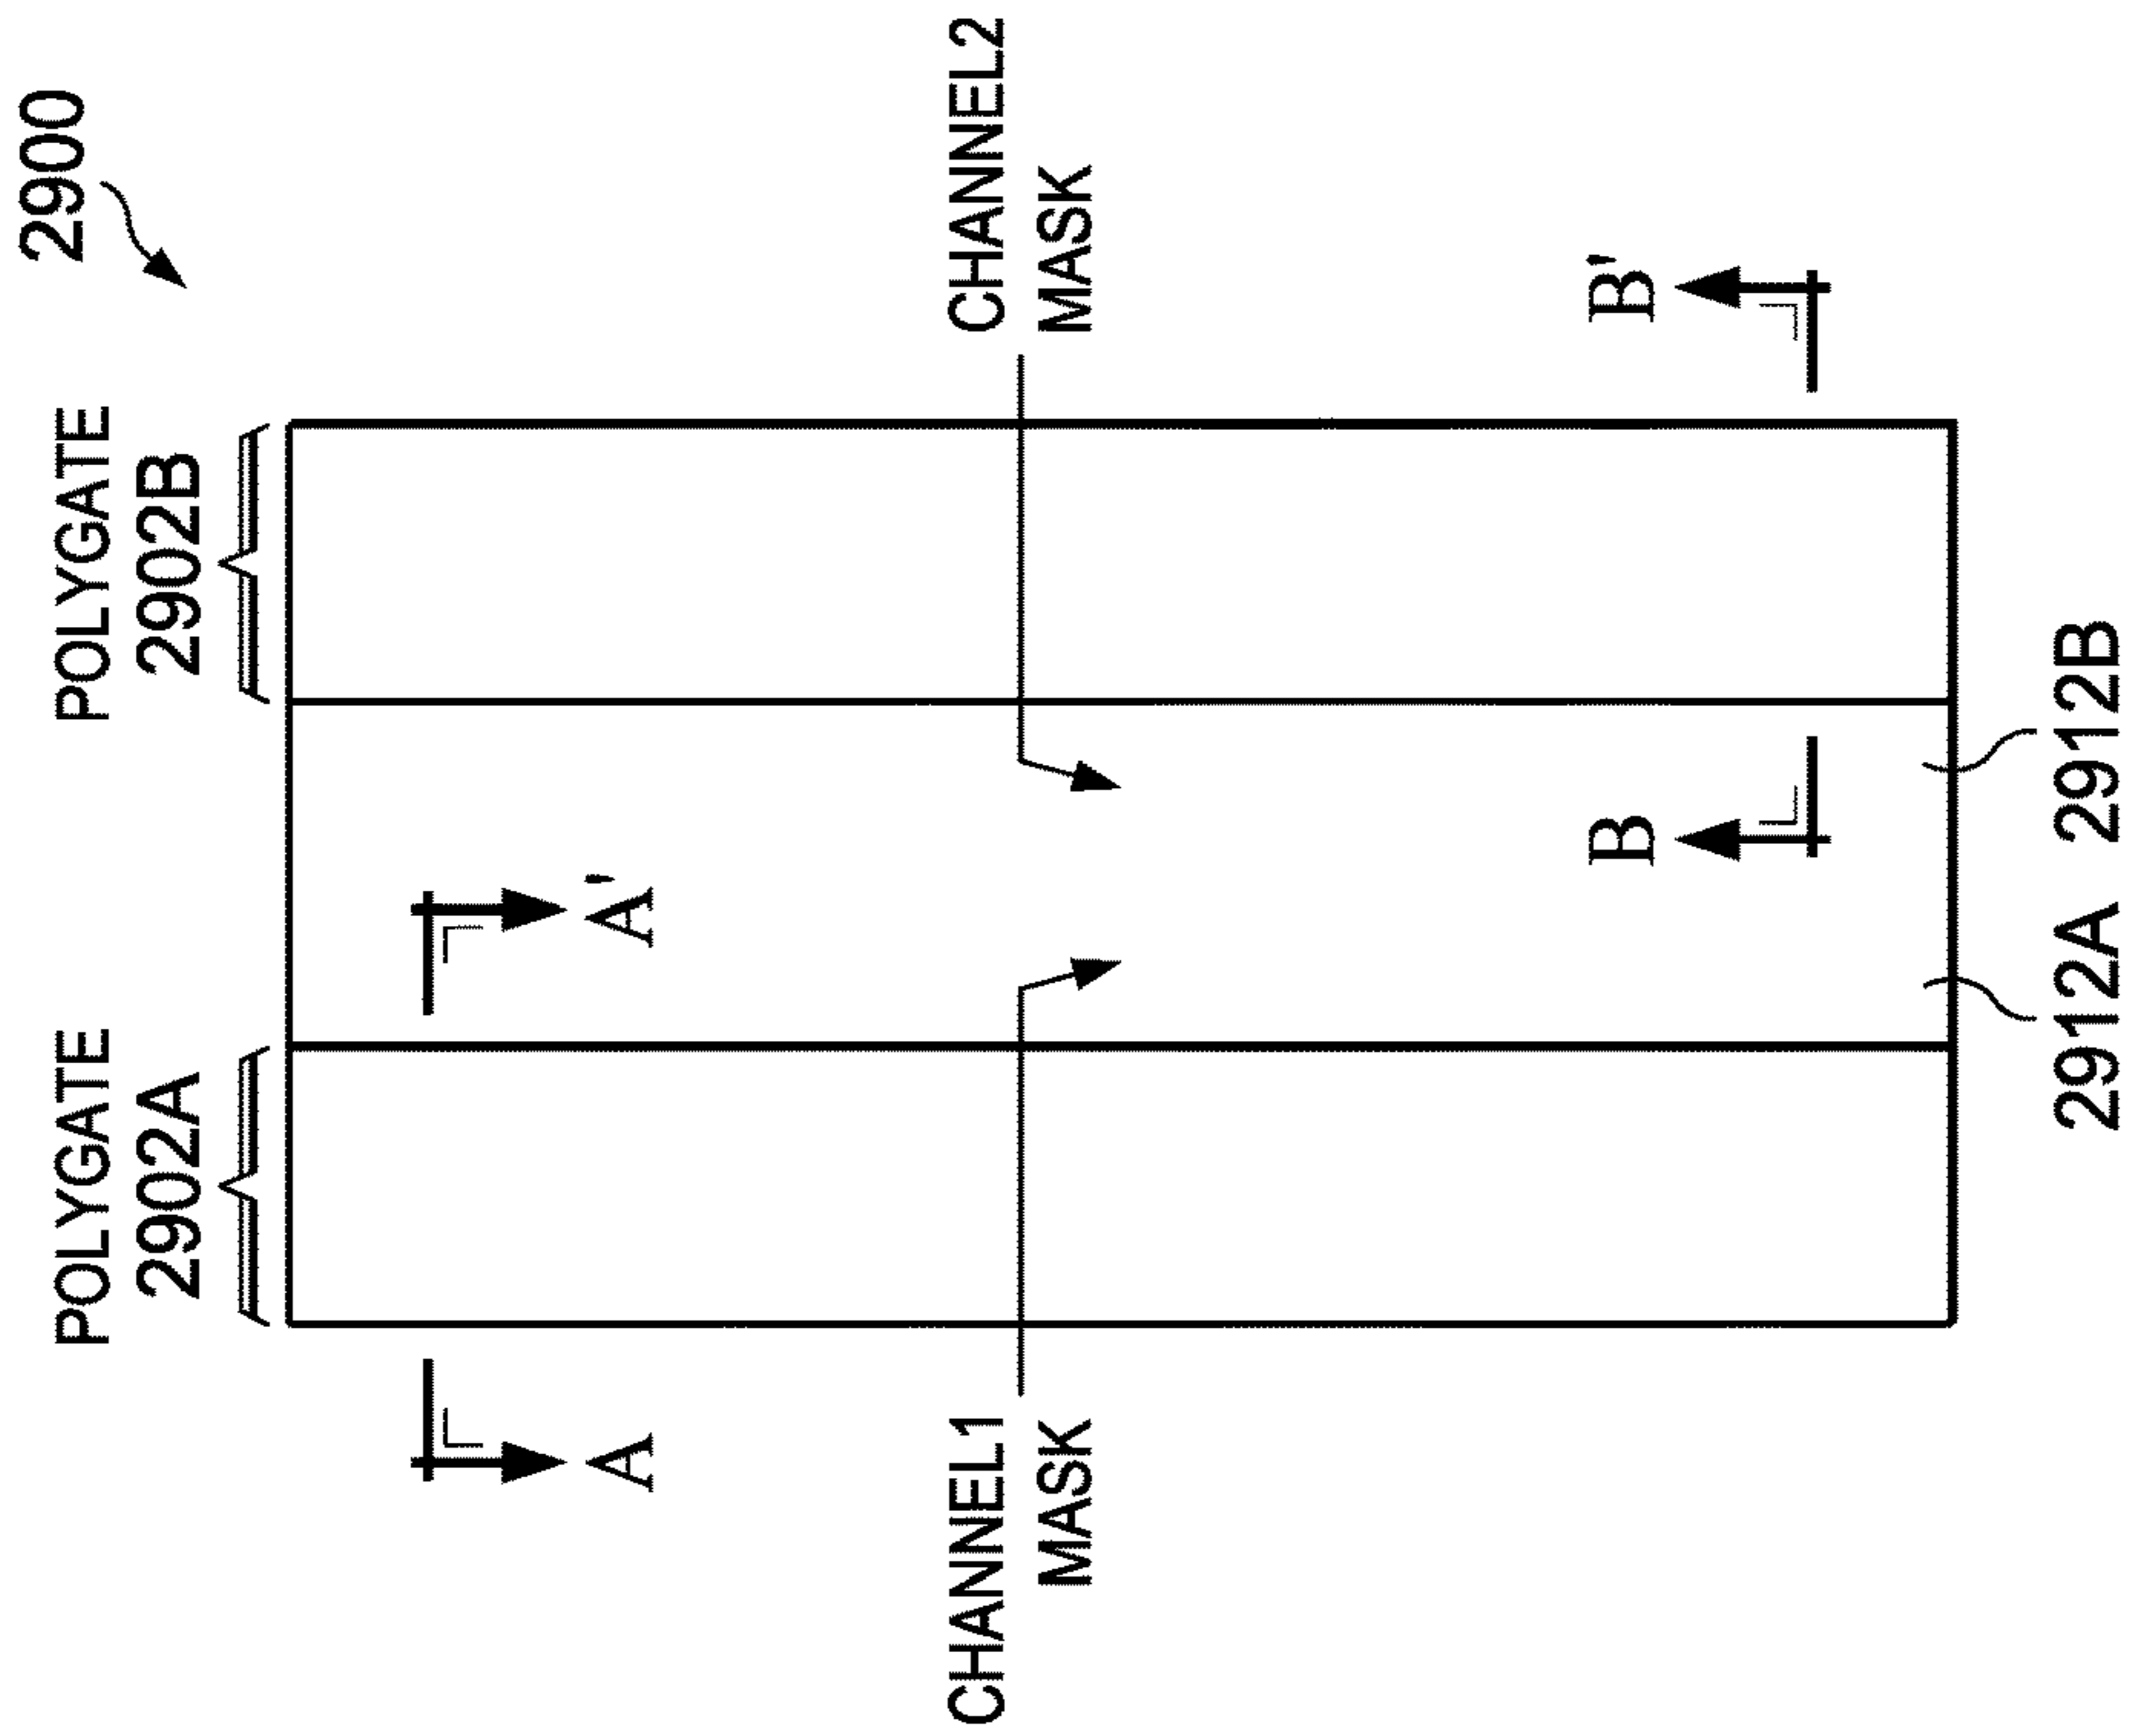 2900
POLYGATE
2902A
POLYGATE
2902B
A
A'
CHANNEL1
MASK
CHANNEL2
MASK
B
B'
2912A
2912B